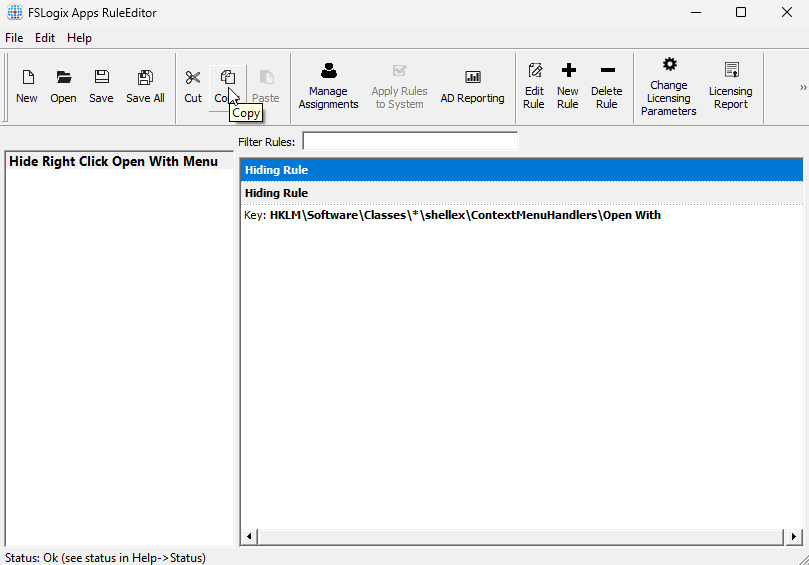 FSLogix Apps RuleEditor
File Edit Help
New Open Save Save All Cut Paste Manage Assignments Apply Rules to System AD Reporting Edit Rule New Rule Delete Rule Change Licensing Parameters Licensing Report »
Copy
Filter Rules:
Hide Right Click Open With Menu
Hiding Rule
Hiding Rule
Key: HKLM\Software\Classes\*\shellex\ContextMenuHandlers\Open With
Status: Ok (see status in Help->Status)